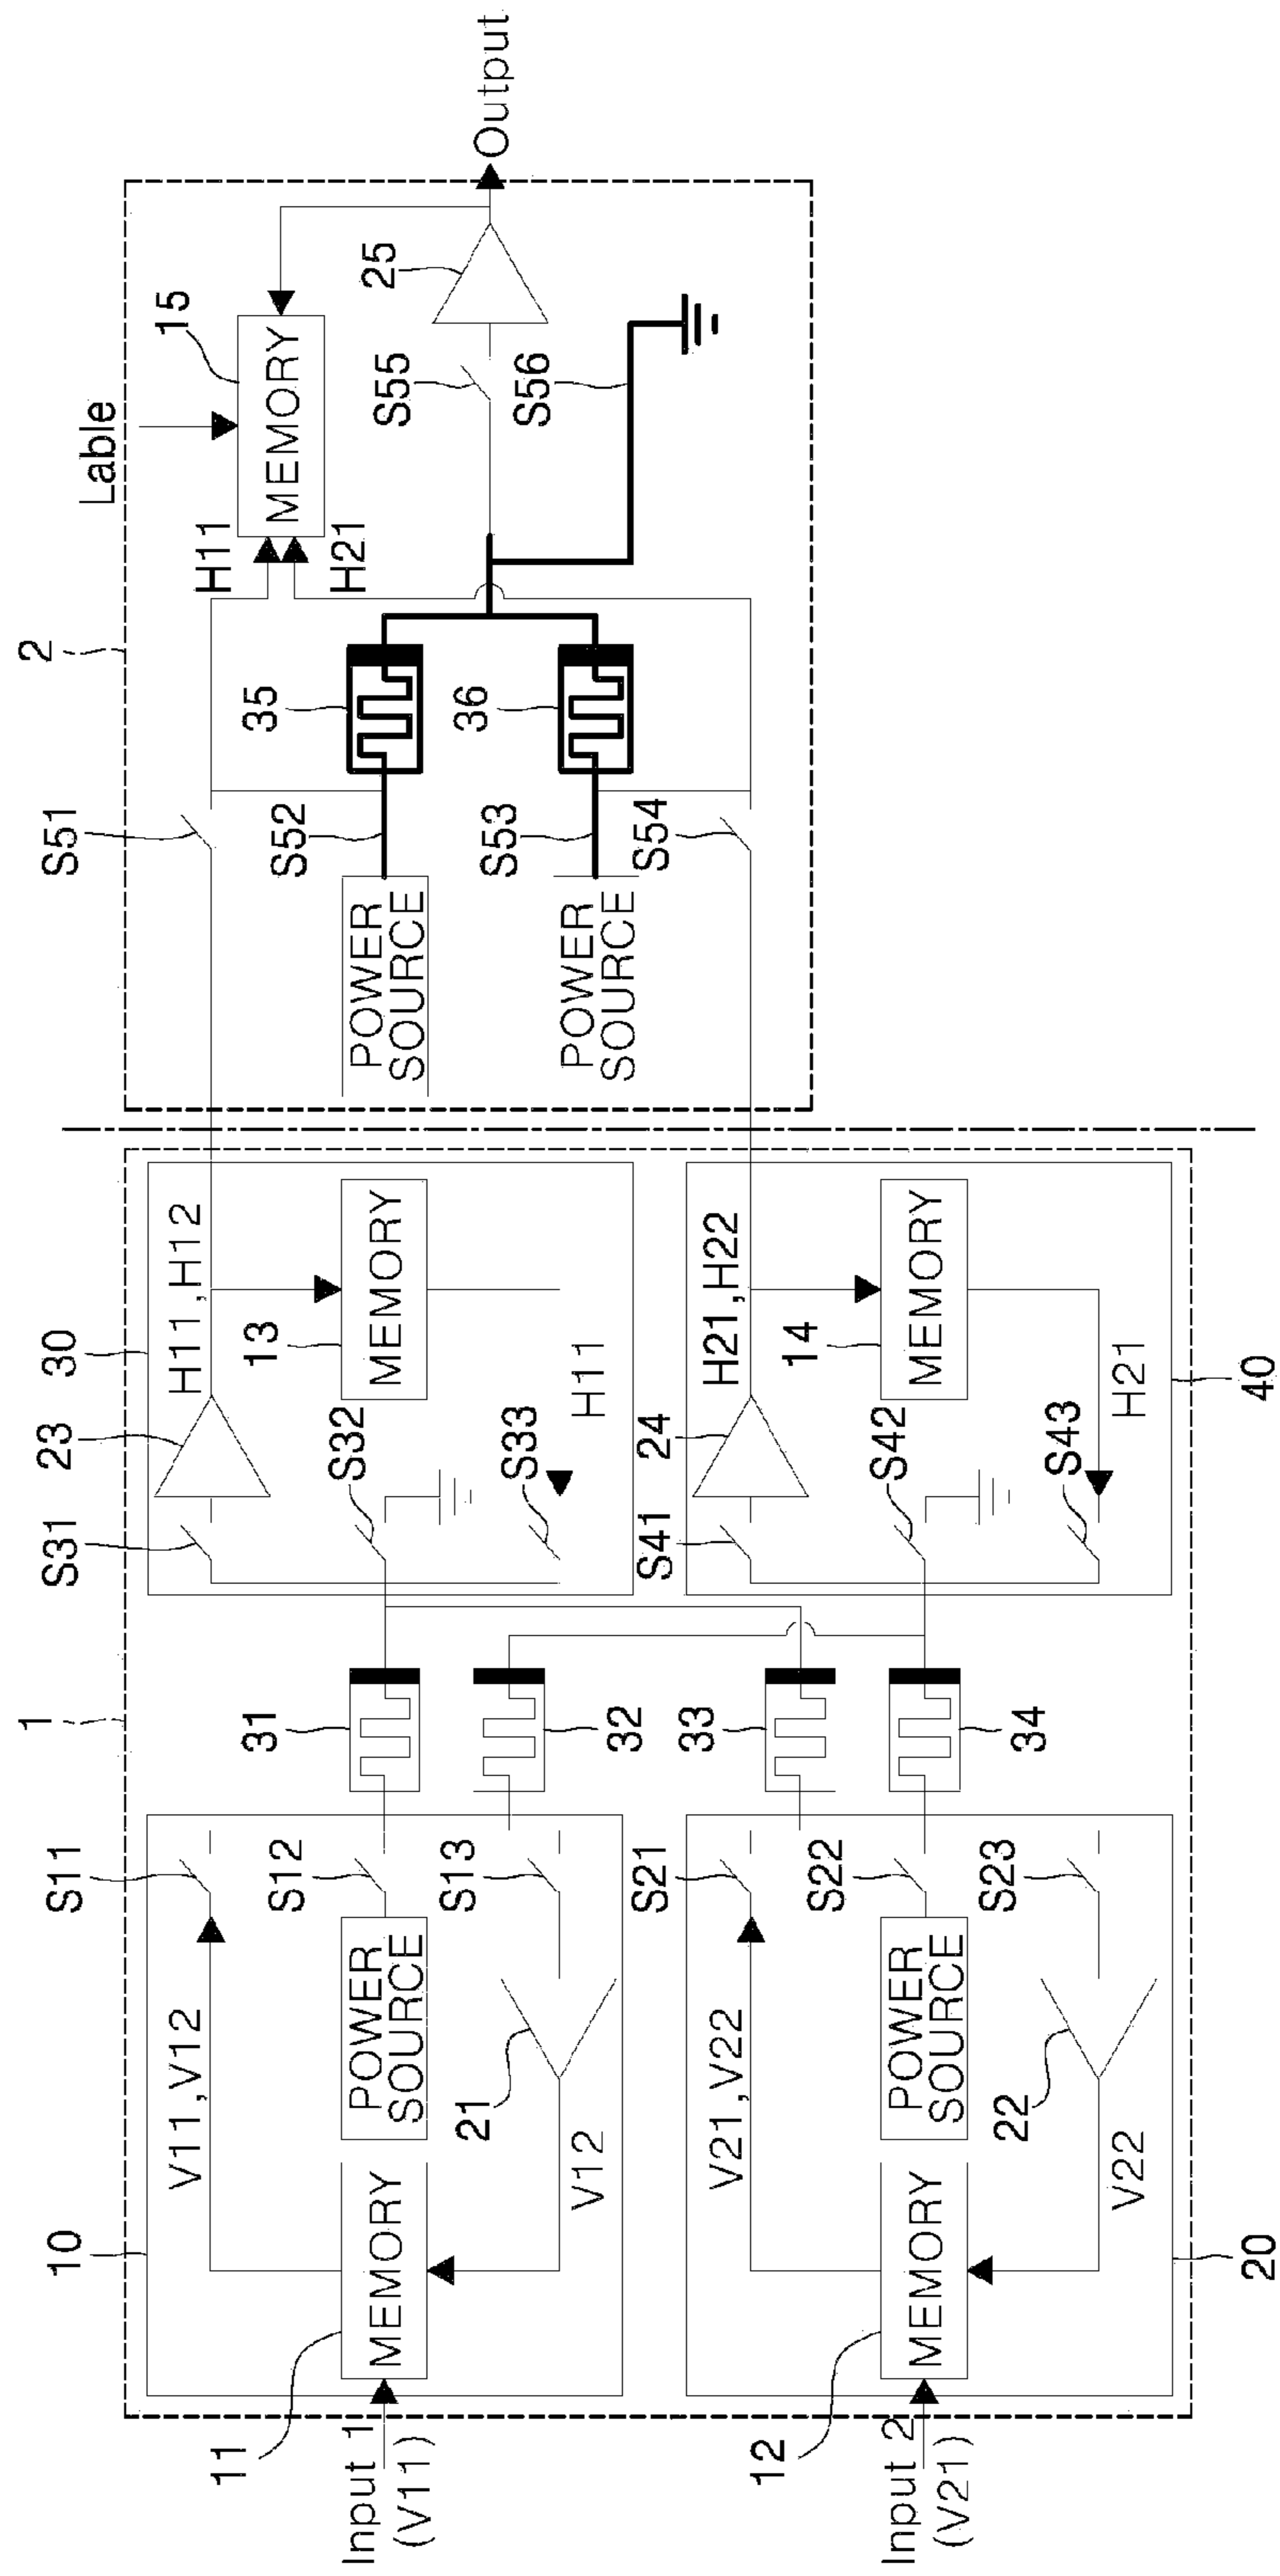 1
2
10
30
V11,V12
S11
S31
23
H11,H12
S51
Lable
H11
MEMORY
15
H21
Input 1
(V11)
11
MEMORY
POWER
SOURCE
S12
31
S32
13
MEMORY
POWER
SOURCE
S52
35
V12
21
S13
32
S33
H11
POWER
SOURCE
S53
36
S54
S55
25
S56
Output
V21,V22
S21
33
S41
24
H21,H22
Input 2
(V21)
12
MEMORY
POWER
SOURCE
S22
34
S42
14
MEMORY
V22
22
S23
S43
H21
20
40